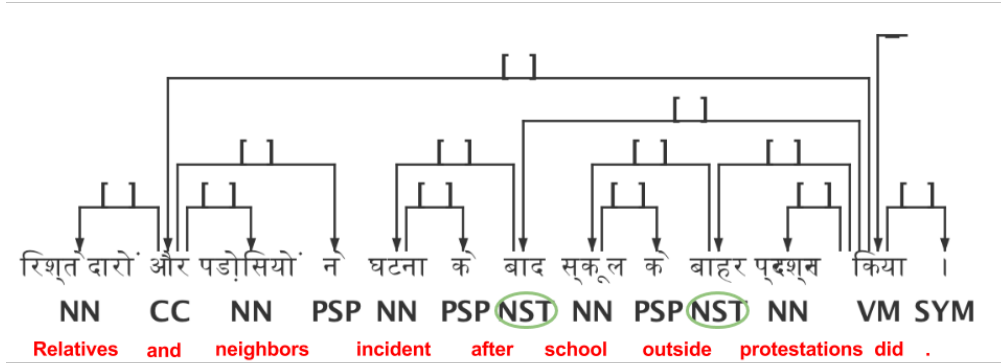 [ ]
[ ]
[ ] [ ] [ ] [ ]
[ ] [ ] [ ] [ ] [ ] [ ]
रिश्तेदारों और पडो़सियों ने घटना के बाद स्कूल के बाहर प्रदर्शन किया ।
NN CC NN PSP NN PSP NST NN PSP NST NN VM SYM
Relatives and neighbors incident after school outside protestations did .